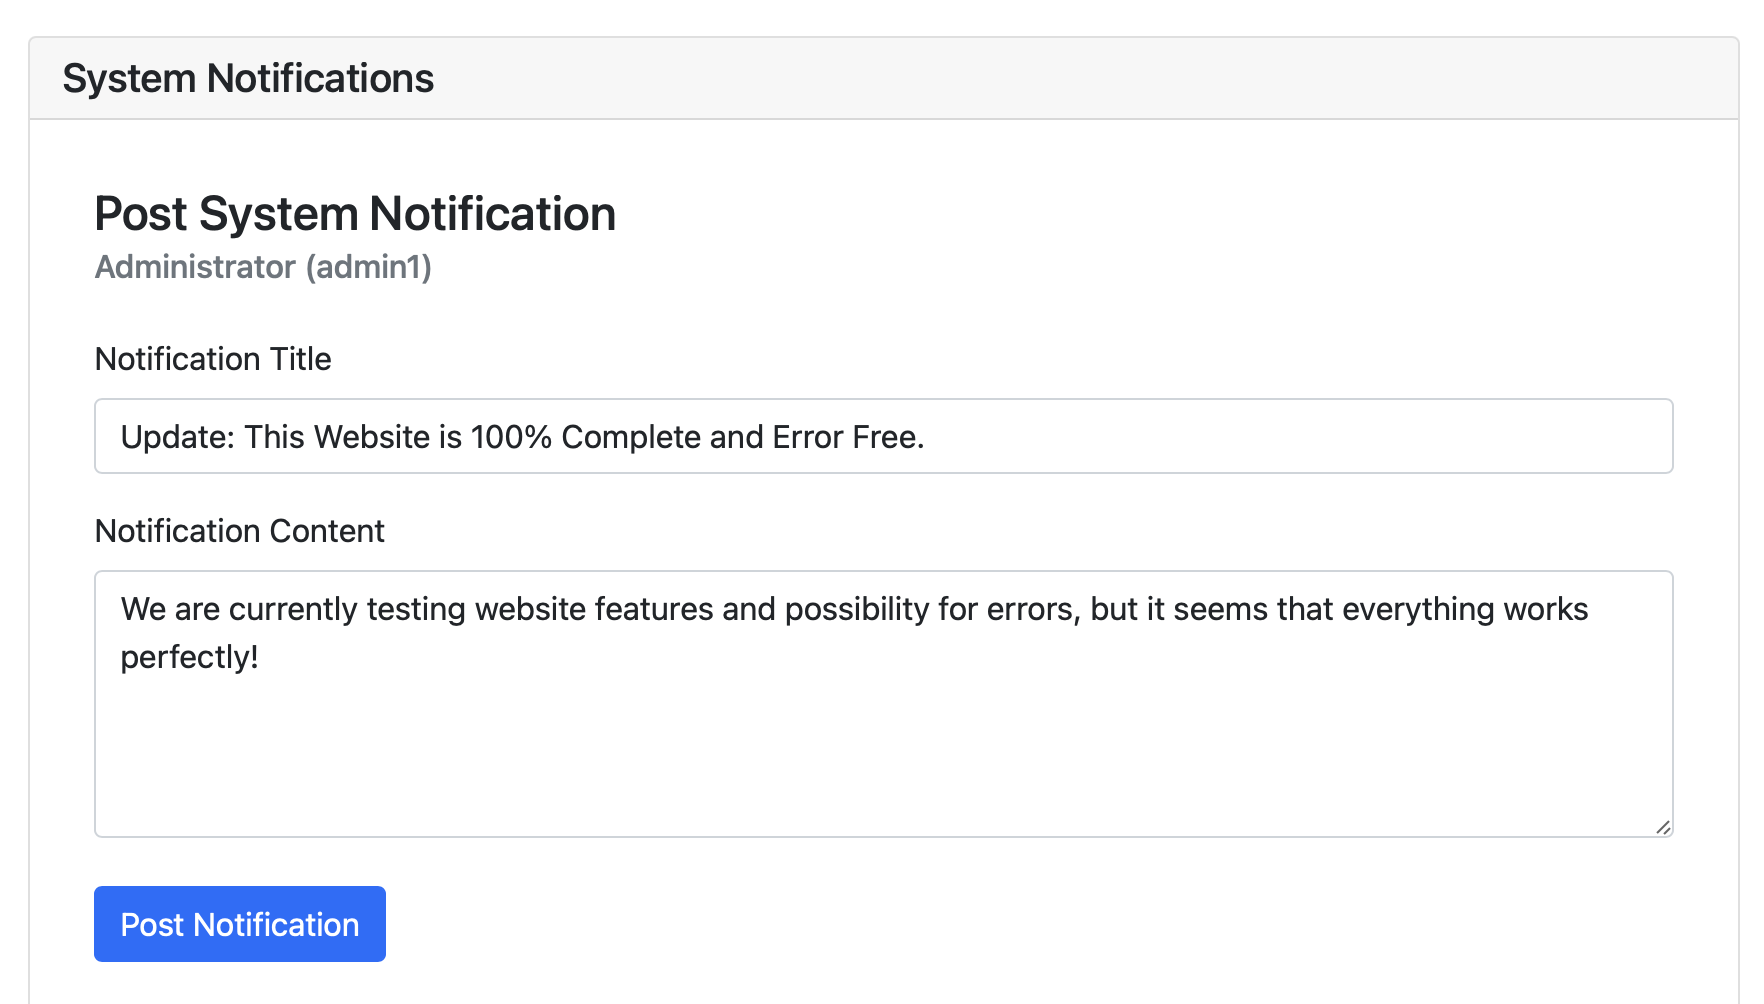 System Notifications
Post System Notification
Administrator (admin1)
Notification Title
Update: This Website is 100% Complete and Error Free.
Notification Content
We are currently testing website features and possibility for errors, but it seems that everything works
perfectly!
Post Notification